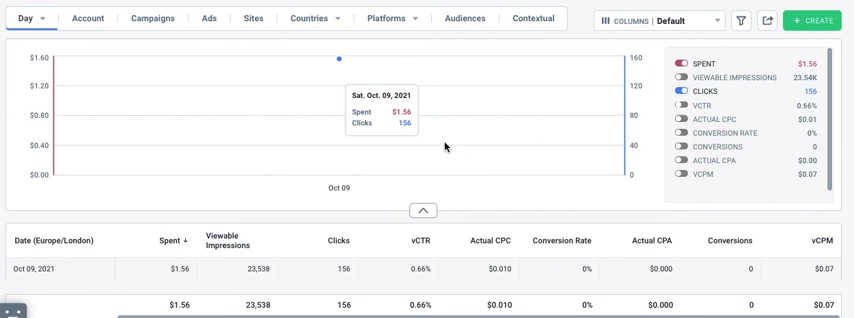 Day Account Campaigns Ads Sites Countries Platforms Audiences Contextual
COLUMNS | Default
+ CREATE
$1.60 160
$1.20 120
$0.80 80
$0.40 40
$0.00 0
Oct 09
Sat. Oct. 09, 2021
Spent $1.56
Clicks 156
SPENT $1.56
VIEWABLE IMPRESSIONS 23.54K
CLICKS 156
VCTR 0.66%
ACTUAL CPC $0.01
CONVERSION RATE 0%
CONVERSIONS 0
ACTUAL CPA $0.00
VCPM $0.07
Date (Europe/London) Spent Viewable Impressions Clicks vCTR Actual CPC Conversion Rate Actual CPA Conversions vCPM
Oct 09, 2021 $1.56 23,538 156 0.66% $0.010 0% $0.000 0 $0.07
$1.56 23,538 156 0.66% $0.010 0% $0.000 0 $0.07